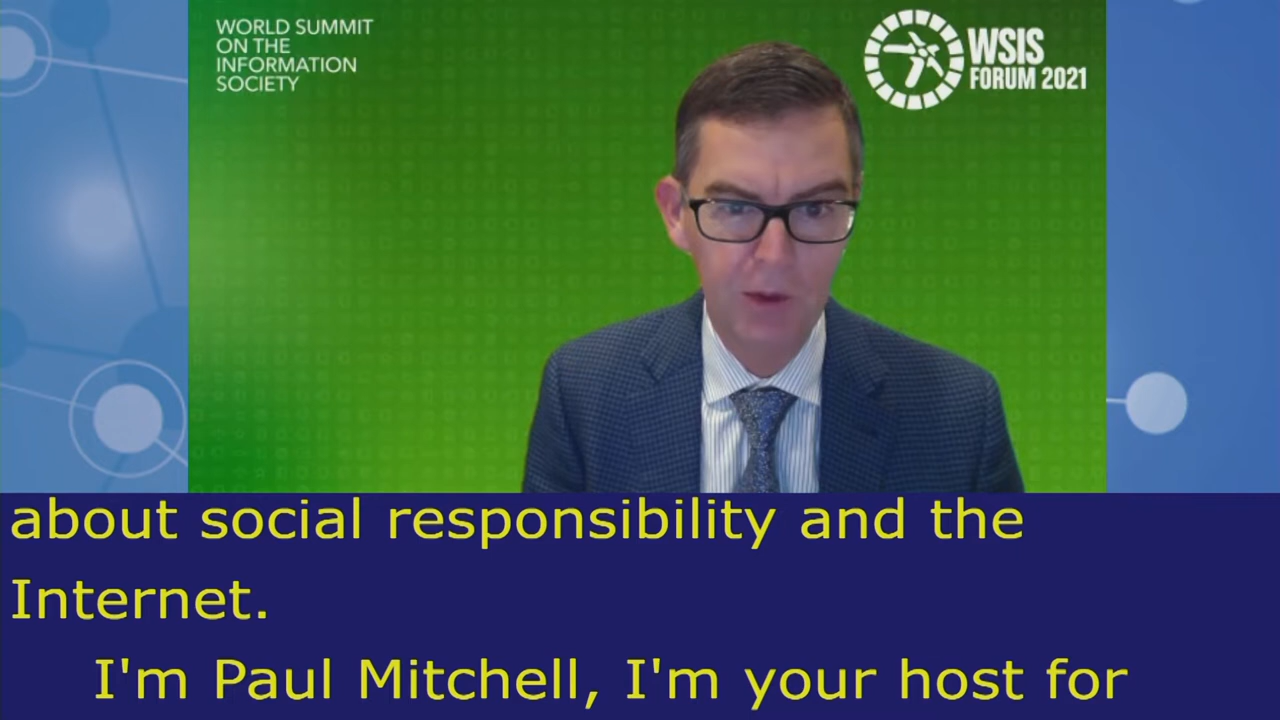 WORLD SUMMIT
ON THE
INFORMATION
SOCIETY
WSIS
FORUM 2021
about social responsibility and the
Internet.
I'm Paul Mitchell, I'm your host for